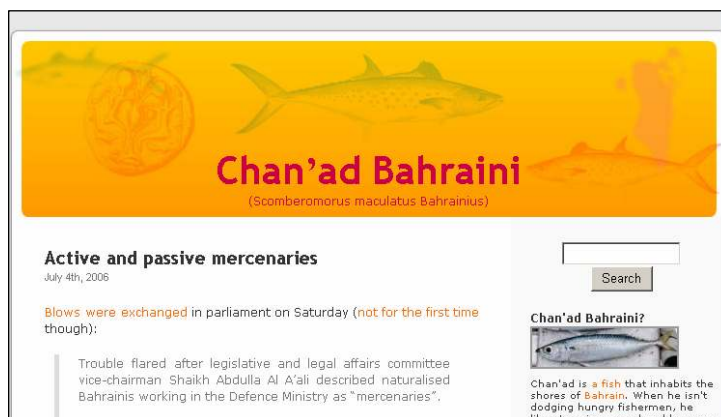 Chan'ad Bahraini
(Scomberomorus maculatus Bahrainius)
Active and passive mercenaries
July 4th, 2006
Blows were exchanged in parliament on Saturday (not for the first time
though):
Trouble flared after legislative and legal affairs committee
vice-chairman Shaikh Abdulla Al A'ali described naturalised
Bahrainis working in the Defence Ministry as "mercenaries".
Search
Chan'ad Bahraini?
Chan'ad is a fish that inhabits the
shores of Bahrain. When he isn't
dodging hungry fishermen, he